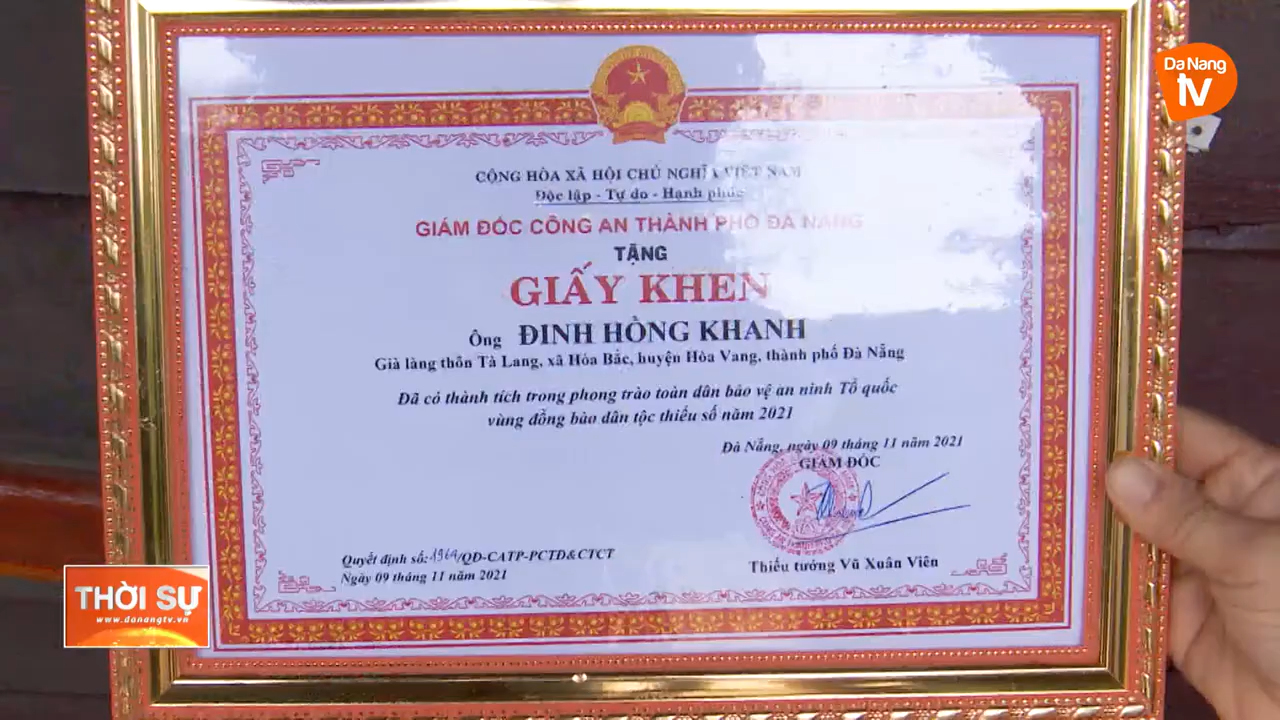 Da Nang
tv
CỘNG HÒA XÃ HỘI CHỦ NGHĨA VIỆT NAM
Độc lập - Tự do - Hạnh phúc
GIÁM ĐỐC CÔNG AN THÀNH PHỐ ĐÀ NẴNG
TẶNG
GIẤY KHEN
Ông ĐINH HỒNG KHANH
Già làng thôn Tà Lang, xã Hòa Bắc, huyện Hòa Vang, thành phố Đà Nẵng
Đã có thành tích trong phong trào toàn dân bảo vệ an ninh Tổ quốc
vùng đồng bào dân tộc thiểu số năm 2021
Đà Nẵng, ngày 09 tháng 11 năm 2021
GIÁM ĐỐC
Quyết định số: 1964/QĐ-CATP-PCTĐ&CTCT
Ngày 09 tháng 11 năm 2021
Thiếu tướng Vũ Xuân Viên
THỜI SỰ
www.danangtv.vn